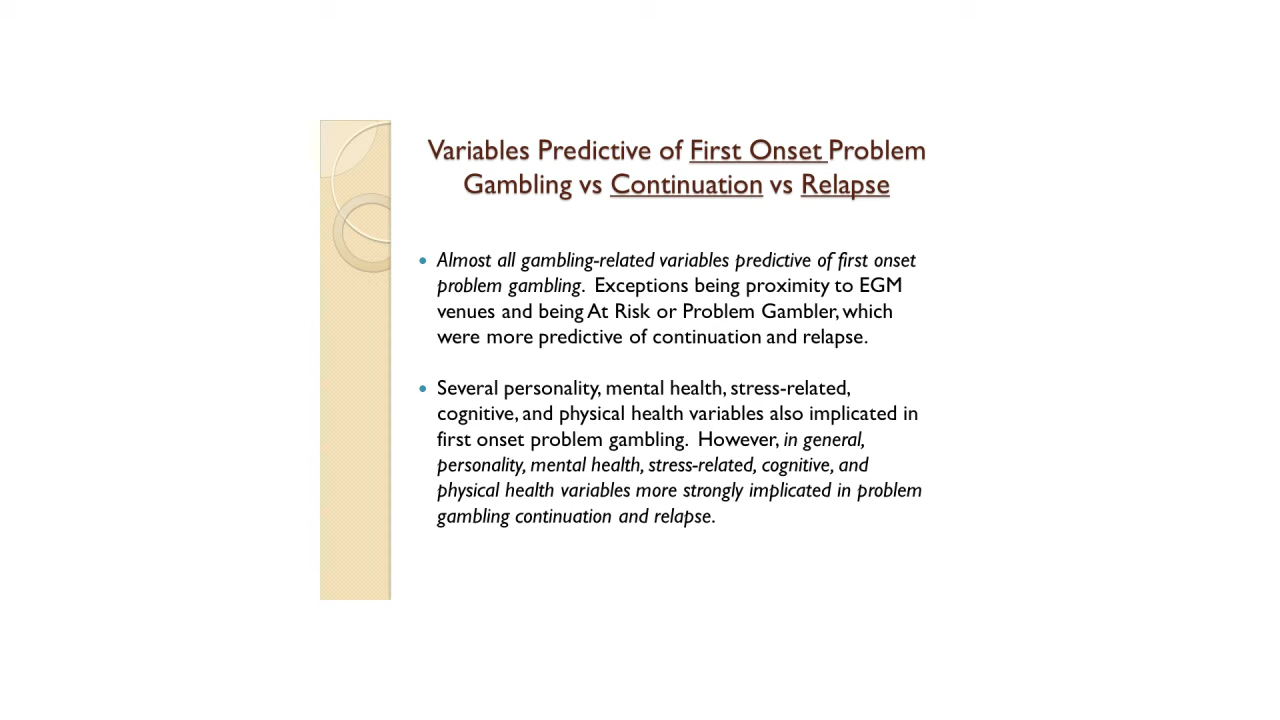 Variables Predictive of First Onset Problem
Gambling vs Continuation vs Relapse
• Almost all gambling-related variables predictive of first onset
problem gambling. Exceptions being proximity to EGM
venues and being At Risk or Problem Gambler, which
were more predictive of continuation and relapse.
• Several personality, mental health, stress-related,
cognitive, and physical health variables also implicated in
first onset problem gambling. However, in general,
personality, mental health, stress-related, cognitive, and
physical health variables more strongly implicated in problem
gambling continuation and relapse.